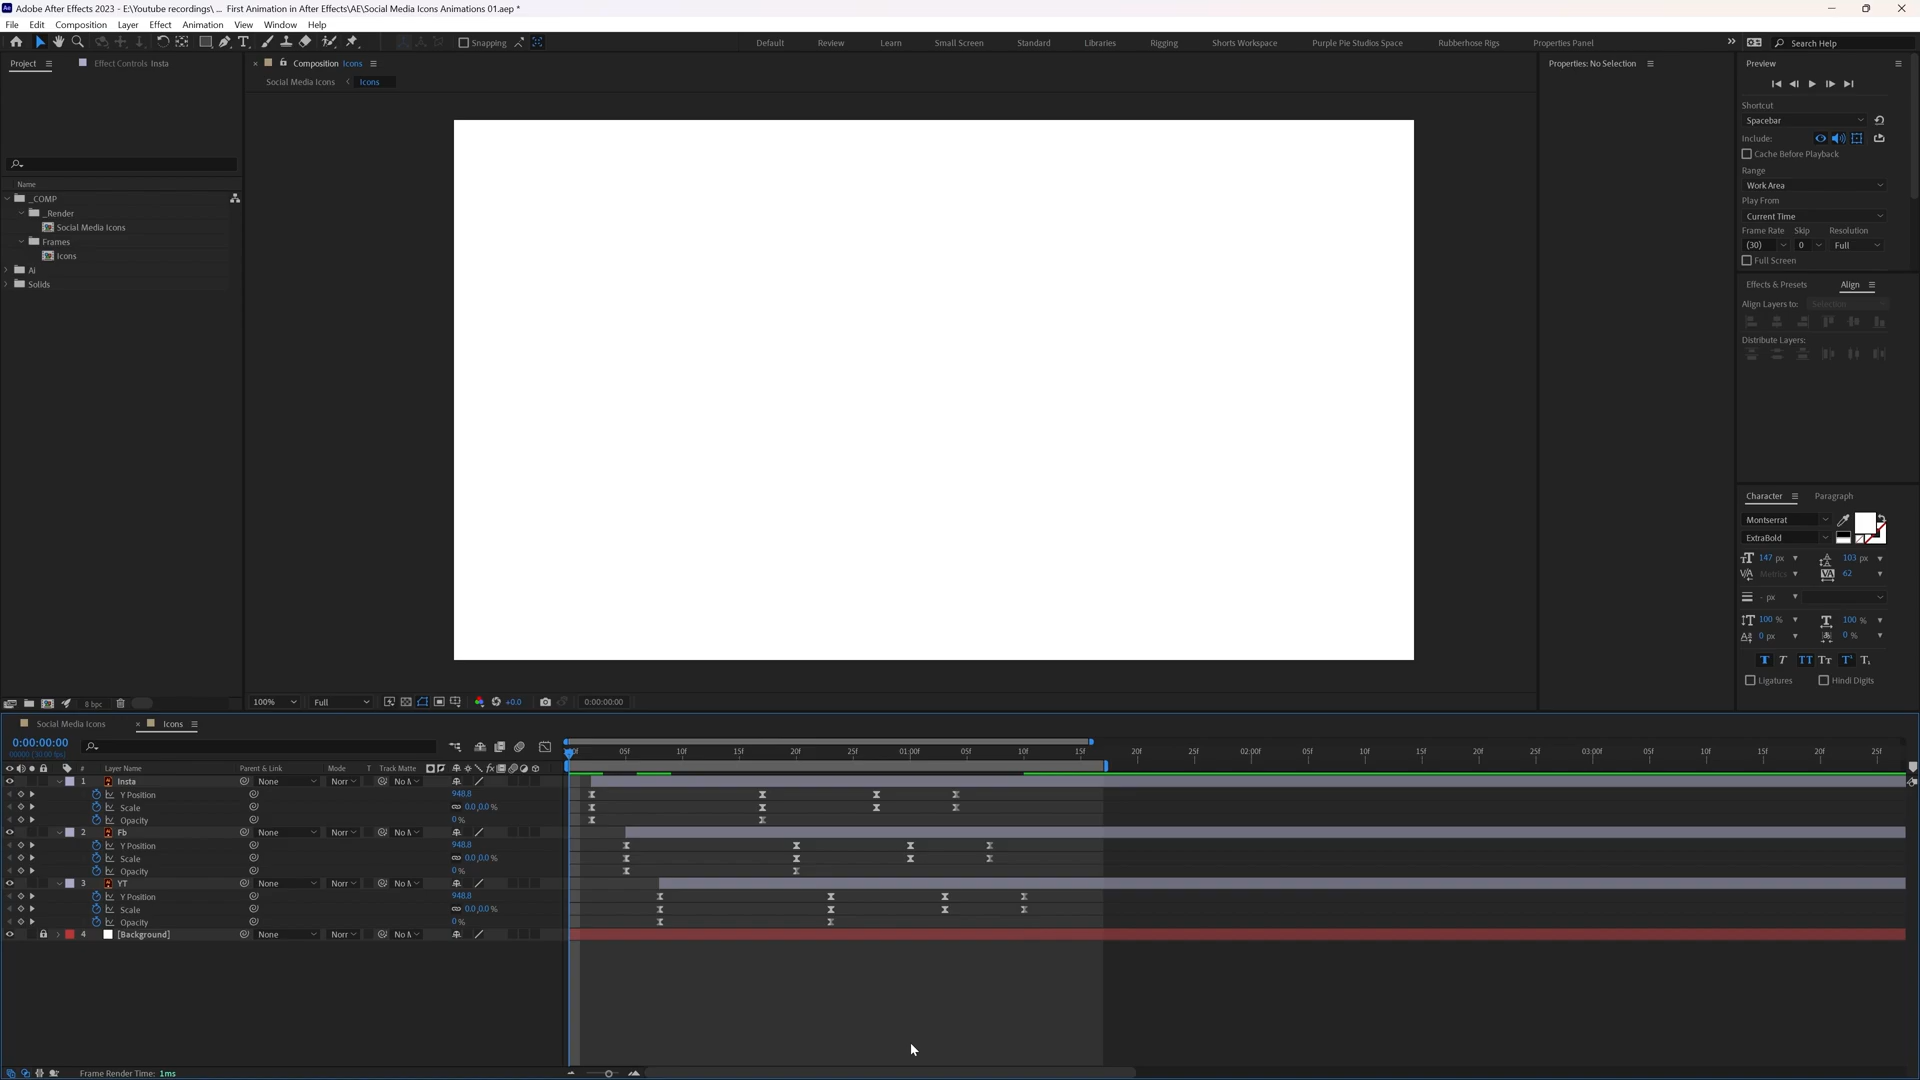 Adobe After Effects 2023 - E:\Youtube recordings\ ... First Animation in After Effects\AE\Social Media Icons Animations 01.aep *
File Edit Composition Layer Effect Animation View Window Help
Snapping
Default Review Learn Small Screen Standard Libraries Rigging Shorts Workspace Purple Pie Studios Space Rubberhose Rigs Properties Panel
Search Help
Project Effect Controls Insta
Composition Icons
Social Media Icons Icons
Properties: No Selection
Preview
Shortcut
Spacebar
Include:
Cache Before Playback
Range
Work Area
Play From
Current Time
Frame Rate Skip Resolution
(30) 0 Full
Full Screen
Effects & Presets Align
Align Layers to: Selection
Distribute Layers:
Character Paragraph
Montserrat
ExtraBold
147 px 103 px
Metrics 62
- px
100 % 100 %
0 px 0 %
Ligatures Hindi Digits
Name
_COMP
_Render
Social Media Icons
Frames
Icons
Ai
Solids
8 bpc
100% Full +0.0 0:00:00:00
Social Media Icons Icons
0:00:00:00
00000 (30.00 fps)
05f 10f 15f 20f 25f 01:00f 05f 10f 15f 20f 25f 02:00f 05f 10f 15f 20f 25f 03:00f 05f 10f 15f 20f 25f
# Layer Name Parent & Link Mode T Track Matte
1 Insta None Norr No M
Y Position 948.8
Scale 0.0,0.0 %
Opacity 0 %
2 Fb None Norr No M
Y Position 948.8
Scale 0.0,0.0 %
Opacity 0 %
3 YT None Norr No M
Y Position 948.8
Scale 0.0,0.0 %
Opacity 0 %
4 [Background] None Norr No M
Frame Render Time: 1ms